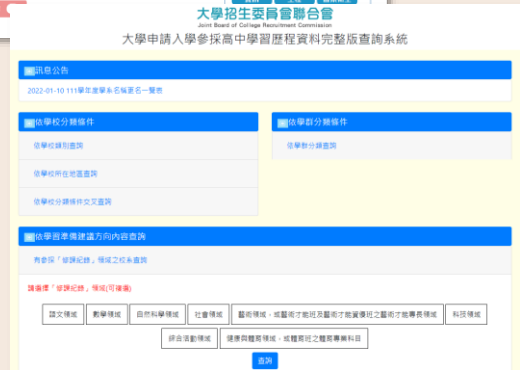 大學招生委員會聯合會
Joint Board of College Recruitment Commission
大學申請入學參採高中學習歷程資料完整版查詢系統
訊息公告
2022-01-10 111學年度學系名稱更名一覽表
依學校分類條件
依學群分類條件
依學校類別查詢
依學群分類查詢
依學校所在地區查詢
依學校分類條件交叉查詢
依學習準備建議方向內容查詢
有參採「修課紀錄」領域之校系查詢
請選擇「修課紀錄」領域(可複選)
語文領域 數學領域 自然科學領域 社會領域 藝術領域，或藝術才能班及藝術才能資優班之藝術才能專長領域 科技領域
綜合活動領域 健康與體育領域，或體育班之體育專業科目
查詢